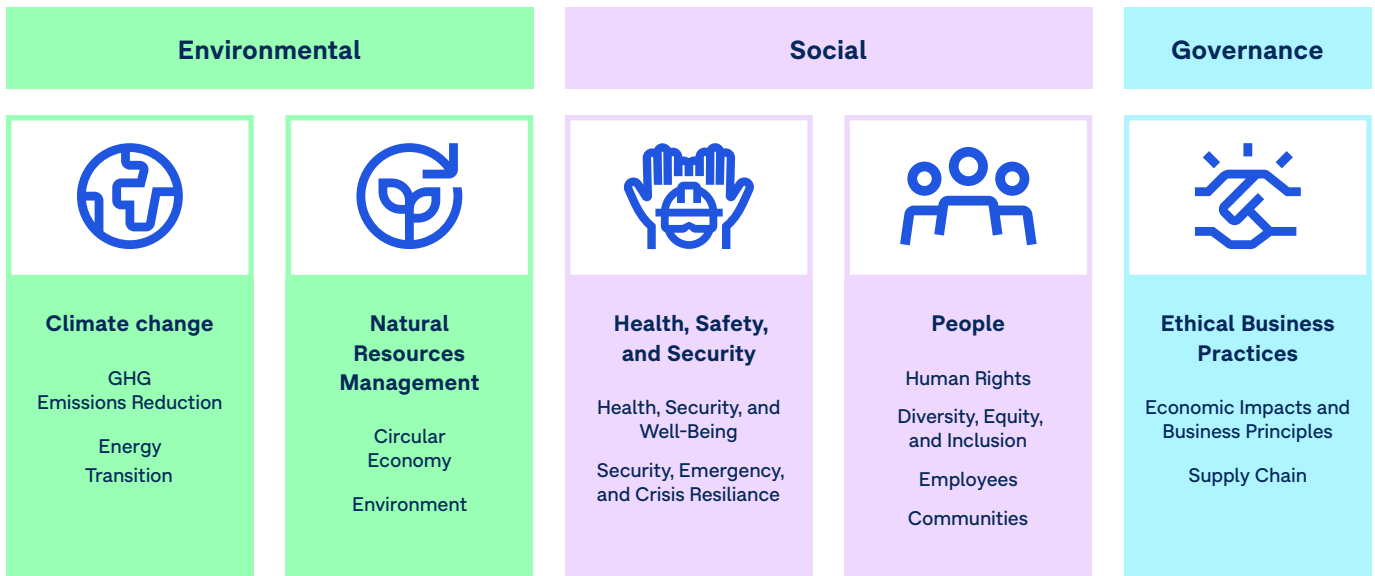 Environmental
Social
Governance
Climate change
GHG
Emissions Reduction
Energy
Transition
Natural
Resources
Management
Circular
Economy
Environment
Health, Safety,
and Security
Health, Security, and
Well-Being
Security, Emergency,
and Crisis Resiliance
People
Human Rights
Diversity, Equity,
and Inclusion
Employees
Communities
Ethical Business
Practices
Economic Impacts and
Business Principles
Supply Chain